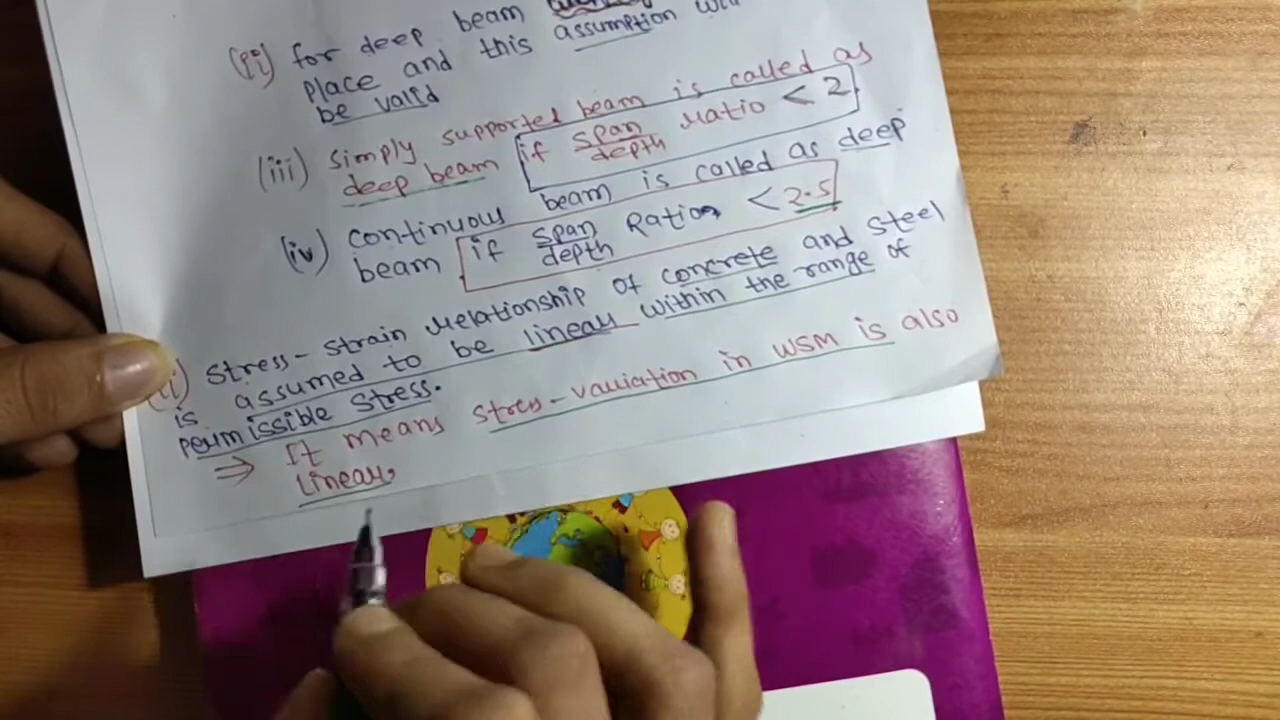 (ii) for deep beam
place and this assumption will
be valid
(iii) Simply supported beam is called as
deep beam if span/depth ratio < 2
(iv) continuous beam is called as deep
beam if span/depth Ratio < 2.5
(ii) stress-strain relationship of concrete and steel
is assumed to be linear within the range of
permissible stress.
⇒ It means stress-variation in WSM is also
linear.